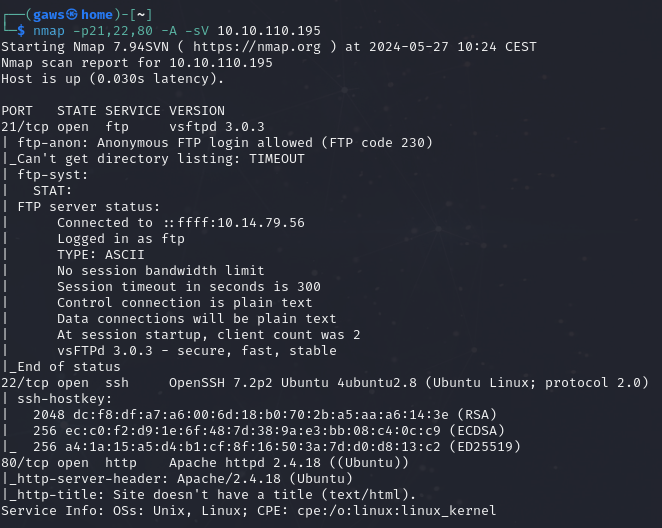 ┌──(gaws㉿home)-[~]
└─$ nmap -p21,22,80 -A -sV 10.10.110.195
Starting Nmap 7.94SVN ( https://nmap.org ) at 2024-05-27 10:24 CEST
Nmap scan report for 10.10.110.195
Host is up (0.030s latency).

PORT   STATE SERVICE VERSION
21/tcp open  ftp     vsftpd 3.0.3
| ftp-anon: Anonymous FTP login allowed (FTP code 230)
|_Can't get directory listing: TIMEOUT
| ftp-syst:
|   STAT:
| FTP server status:
|      Connected to ::ffff:10.14.79.56
|      Logged in as ftp
|      TYPE: ASCII
|      No session bandwidth limit
|      Session timeout in seconds is 300
|      Control connection is plain text
|      Data connections will be plain text
|      At session startup, client count was 2
|      vsFTPd 3.0.3 - secure, fast, stable
|_End of status
22/tcp open  ssh     OpenSSH 7.2p2 Ubuntu 4ubuntu2.8 (Ubuntu Linux; protocol 2.0)
| ssh-hostkey:
|   2048 dc:f8:df:a7:a6:00:6d:18:b0:70:2b:a5:aa:a6:14:3e (RSA)
|   256 ec:c0:f2:d9:1e:6f:48:7d:38:9a:e3:bb:08:c4:0c:c9 (ECDSA)
|_  256 a4:1a:15:a5:d4:b1:cf:8f:16:50:3a:7d:d0:d8:13:c2 (ED25519)
80/tcp open  http    Apache httpd 2.4.18 ((Ubuntu))
|_http-server-header: Apache/2.4.18 (Ubuntu)
|_http-title: Site doesn't have a title (text/html).
Service Info: OSs: Unix, Linux; CPE: cpe:/o:linux:linux_kernel